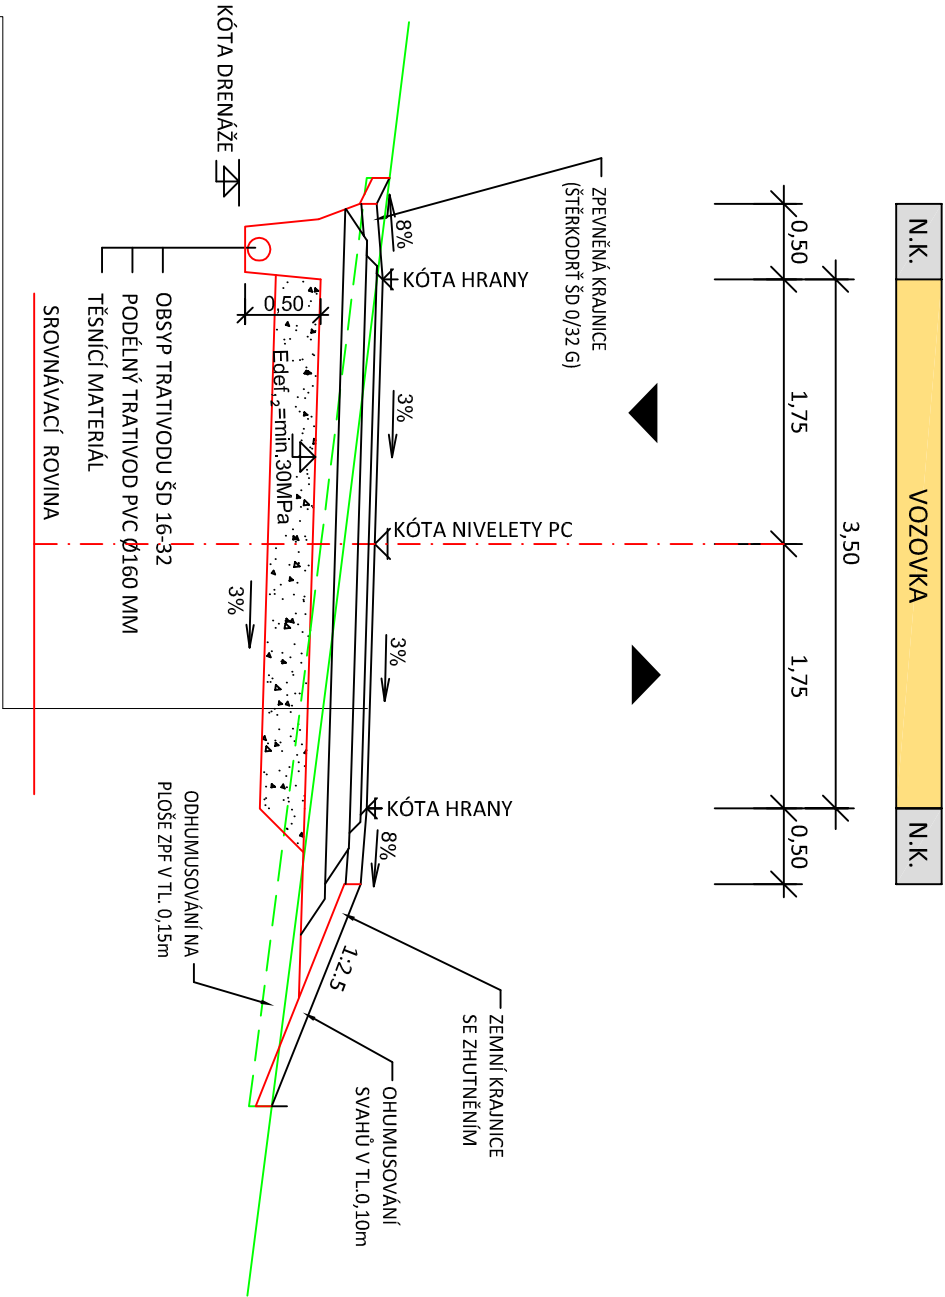 N.K.
VOZOVKA
N.K.
3,50
0,50
1,75
1,75
0,50
ZPEVNĚNÁ KRAJNICE
(ŠTĚRKODRŤ ŠD 0/32 G)
KÓTA DRENÁŽE
8%
KÓTA HRANY
3%
KÓTA NIVELETY PC
3%
KÓTA HRANY
8%
0,50
Edef,2=min.30MPa
3%
1:2.5
ZEMNÍ KRAJNICE
SE ZHUTNĚNÍM
OHUMUSOVÁNÍ
SVAHŮ V TL.0,10m
ODHUMUSOVÁNÍ NA
PLOŠE ZPF V TL. 0,15m
OBSYP TRATIVODU ŠD 16-32
PODÉLNÝ TRATIVOD PVC Ø160 MM
TĚSNÍCÍ MATERIÁL
SROVNÁVACÍ ROVINA